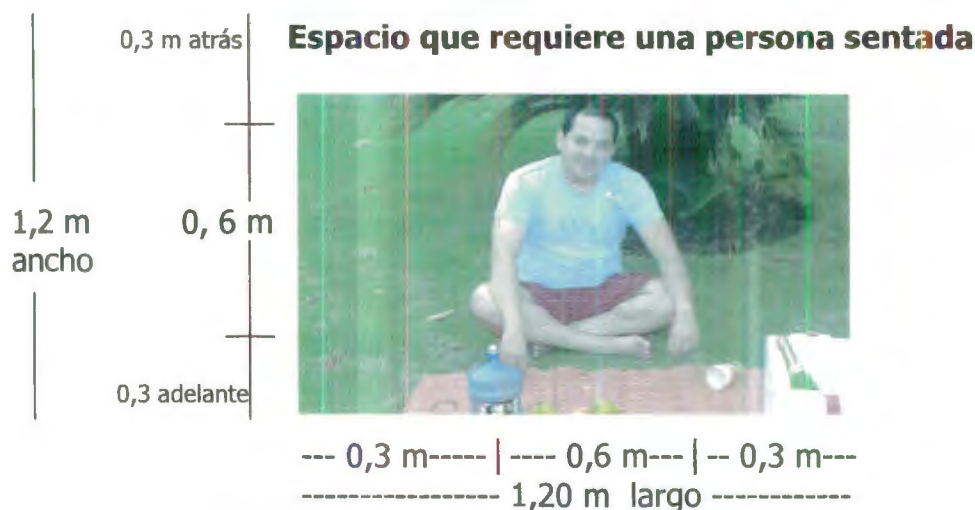 0,3 m atrás
Espacio que requiere una persona sentada
1,2 m
ancho
0, 6 m
0,3 adelante
--- 0,3 m-----|---- 0,6 m---|-- 0,3 m---
----------------- 1,20 m largo ------------